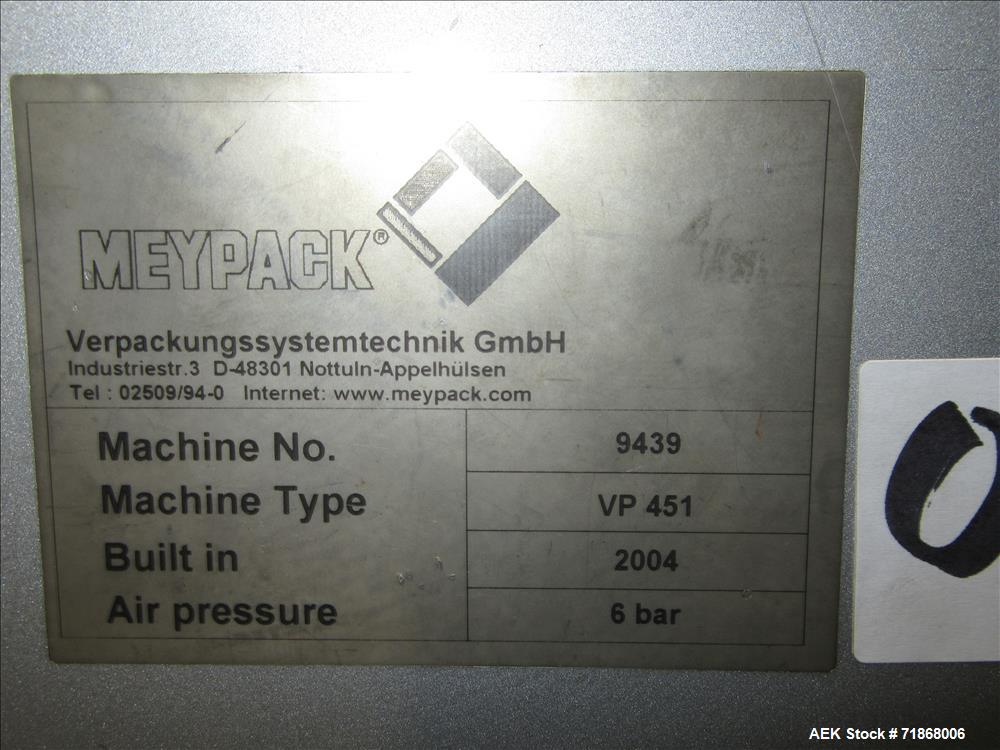 MEYPACK®
Verpackungssystemtechnik GmbH
Industriestr.3 D-48301 Nottuln-Appelhülsen
Tel : 02509/94-0 Internet: www.meypack.com
Machine No. 9439
Machine Type VP 451
Built in 2004
Air pressure 6 bar
AEK Stock # 71868006